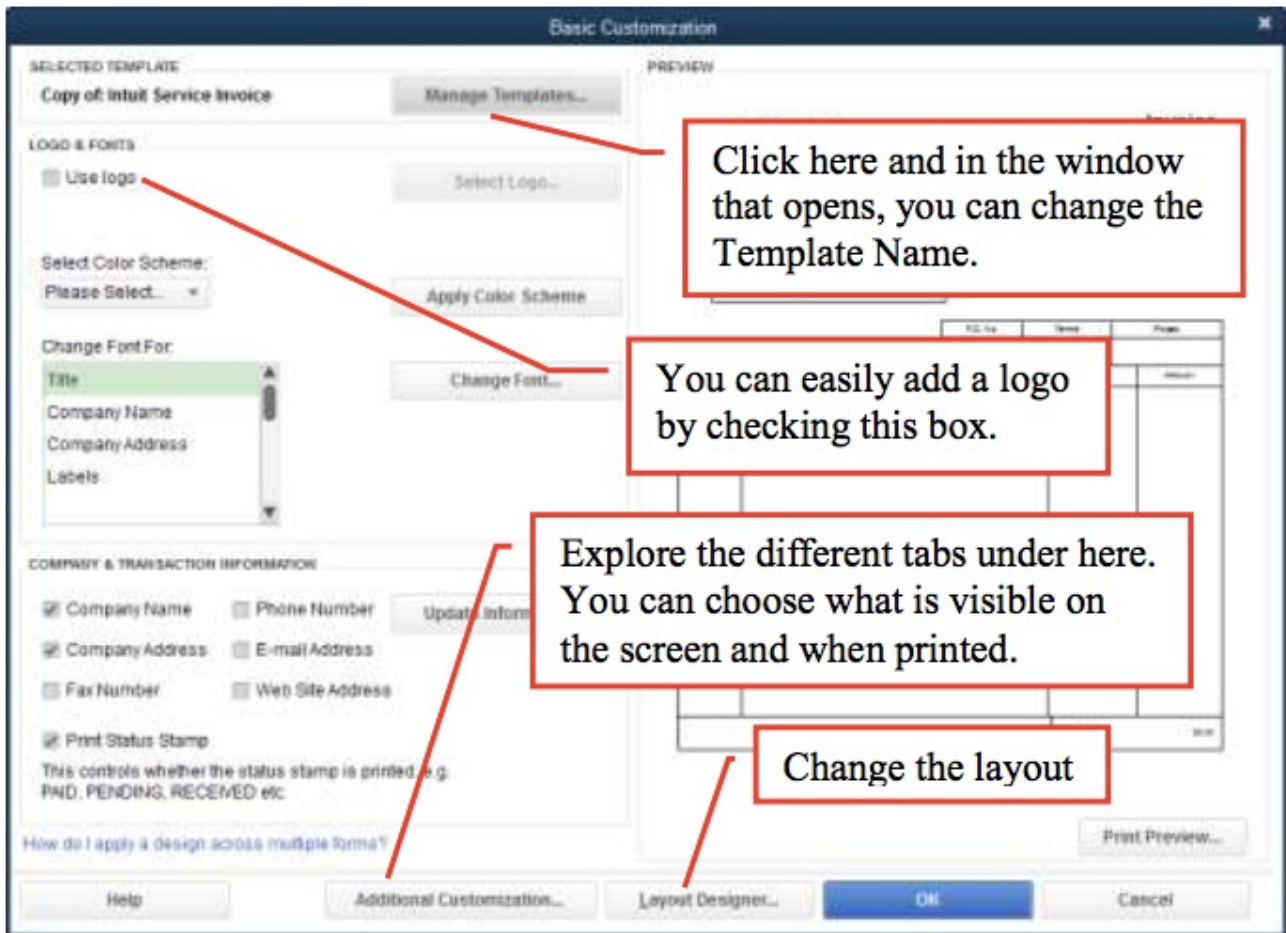 Basic Customization
SELECTED TEMPLATE
Copy of: Intuit Service Invoice
Manage Templates...
LOGO & FONTS
Use logo
Select Logo...
Select Color Scheme:
Please Select...
Apply Color Scheme
Change Font For:
Title
Company Name
Company Address
Labels
Change Font...
COMPANY & TRANSACTION INFORMATION
Company Name
Phone Number
Update Inform
Company Address
E-mail Address
Fax Number
Web Site Address
Print Status Stamp
This controls whether the status stamp is printed, e.g.
PAID, PENDING, RECEIVED etc.
How do I apply a design across multiple forms?
PREVIEW
Click here and in the window
that opens, you can change the
Template Name.
P.O. No.
Terms
Project
You can easily add a logo
by checking this box.
Explore the different tabs under here.
You can choose what is visible on
the screen and when printed.
Change the layout
Print Preview...
Help
Additional Customization...
Layout Designer...
OK
Cancel